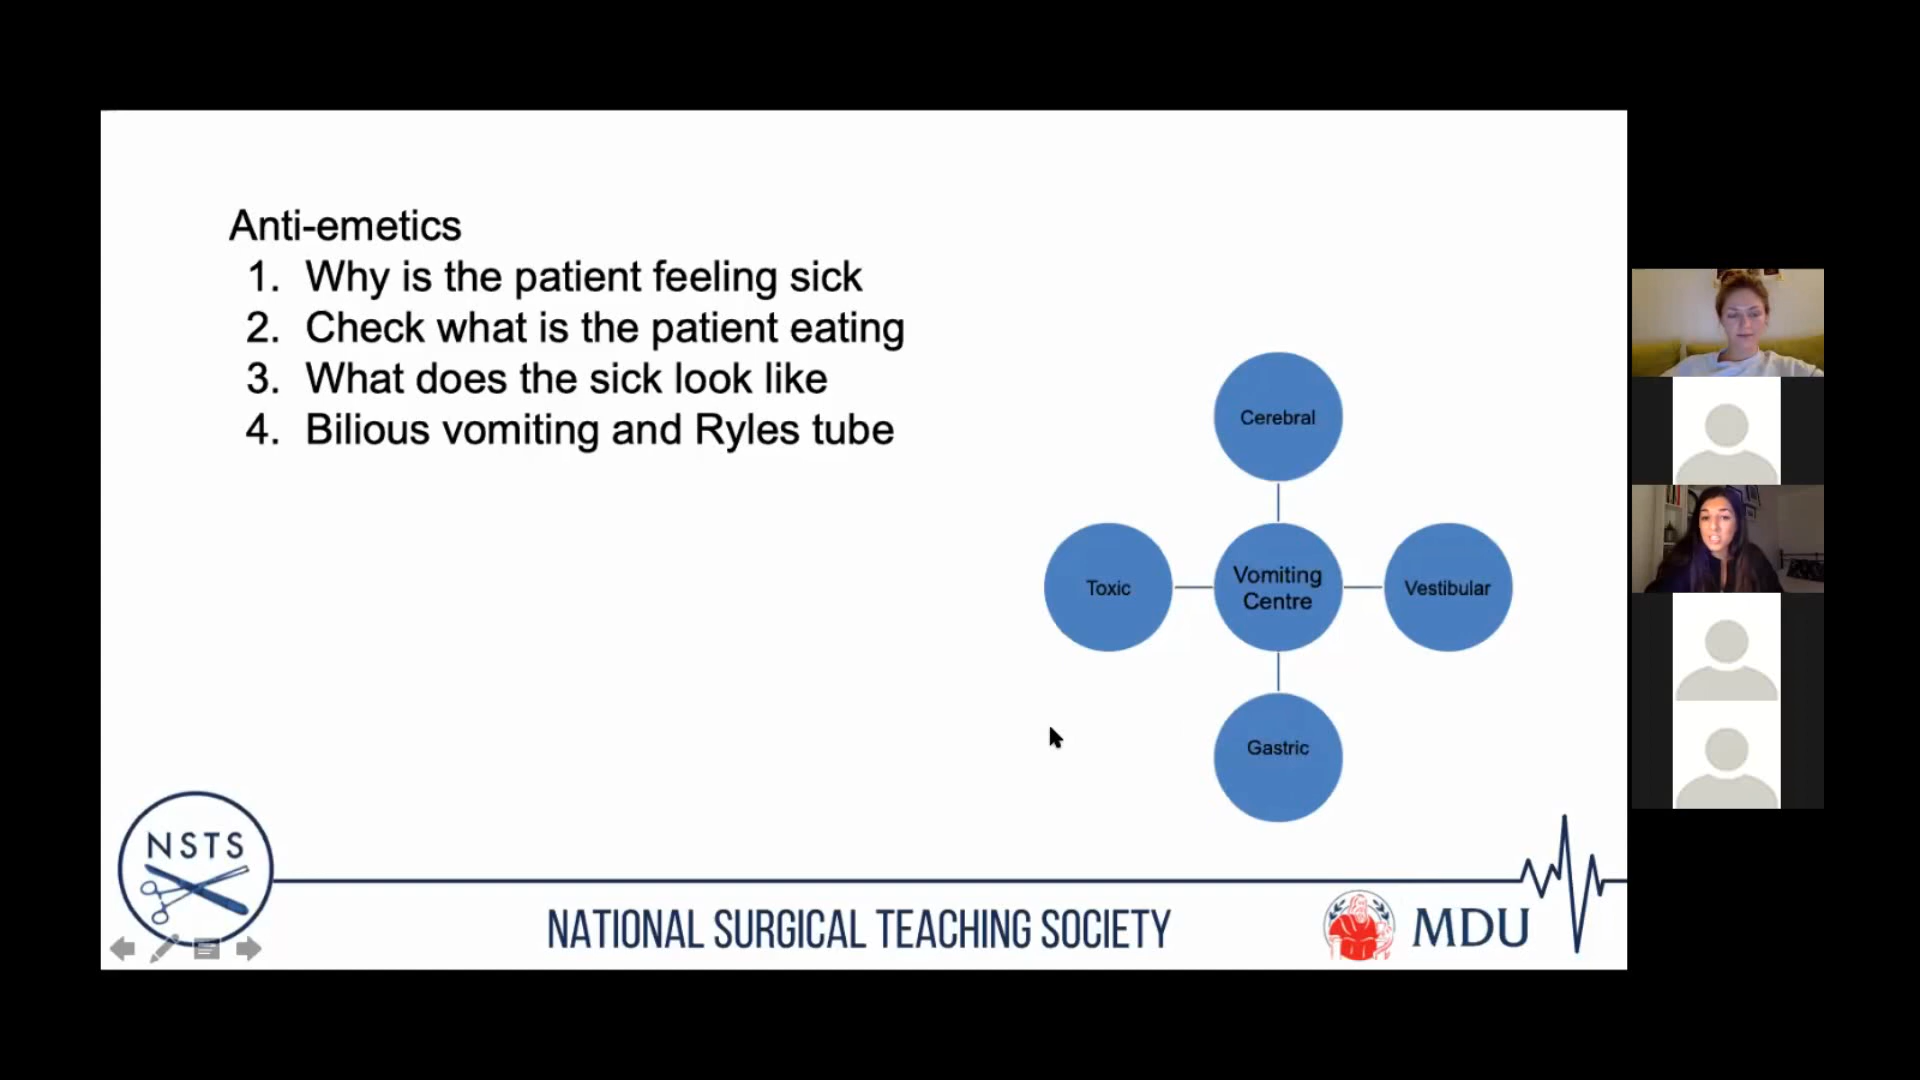 Anti-emetics
1. Why is the patient feeling sick
2. Check what is the patient eating
3. What does the sick look like
4. Bilious vomiting and Ryles tube
Cerebral
Toxic
Vomiting
Centre
Vestibular
Gastric
NSTS
NATIONAL SURGICAL TEACHING SOCIETY
MDU